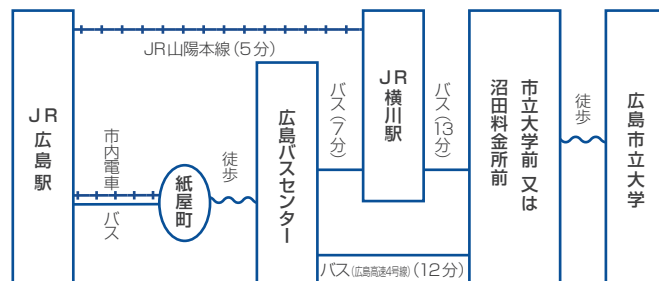 JR山陽本線(5分)
JR広島駅
市内電車
バス
紙屋町
徒歩
広島バスセンター
バス(7分)
JR横川駅
バス(13分)
バス(広島高速4号線)(12分)
市立大学前 又は
沼田料金所前
徒歩
広島市立大学